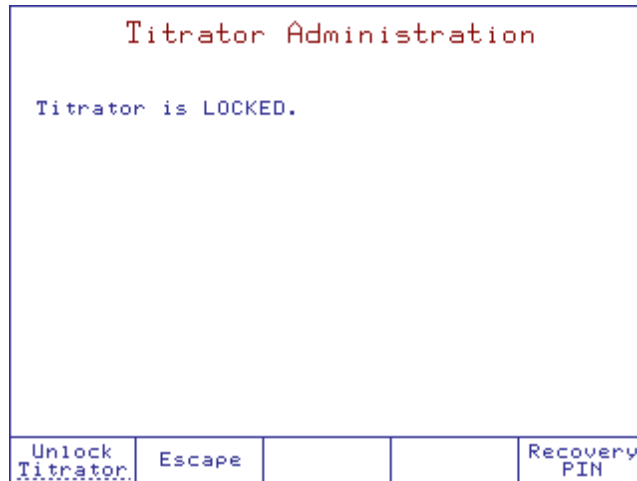 Titrator Administration
Titrator is LOCKED.
Unlock
Titrator
Escape
Recovery
PIN